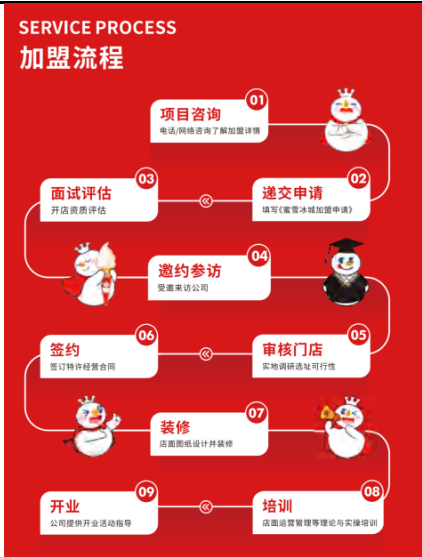 SERVICE PROCESS
加盟流程
01
项目咨询
电话/网络咨询了解加盟详情
02
递交申请
填写《蜜雪冰城加盟申请》
03
面试评估
开店资质评估
04
邀约参访
受邀来访公司
05
审核门店
实地调研选址可行性
06
签约
签订特许经营合同
07
装修
店面图纸设计并装修
08
培训
店面运营管理等理论与实操培训
09
开业
公司提供开业活动指导